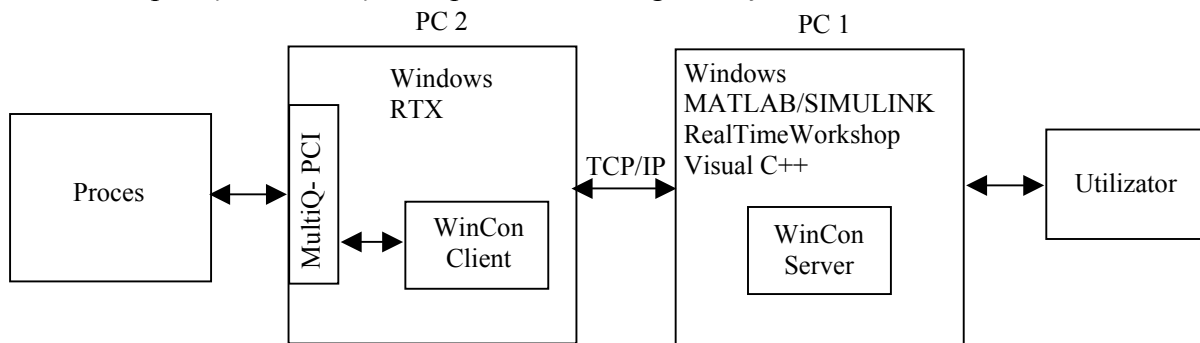 PC 2
PC 1
Windows
RTX
Windows
MATLAB/SIMULINK
RealTimeWorkshop
Visual C++
Proces
MultiQ- PCI
WinCon
Client
TCP/IP
WinCon
Server
Utilizator